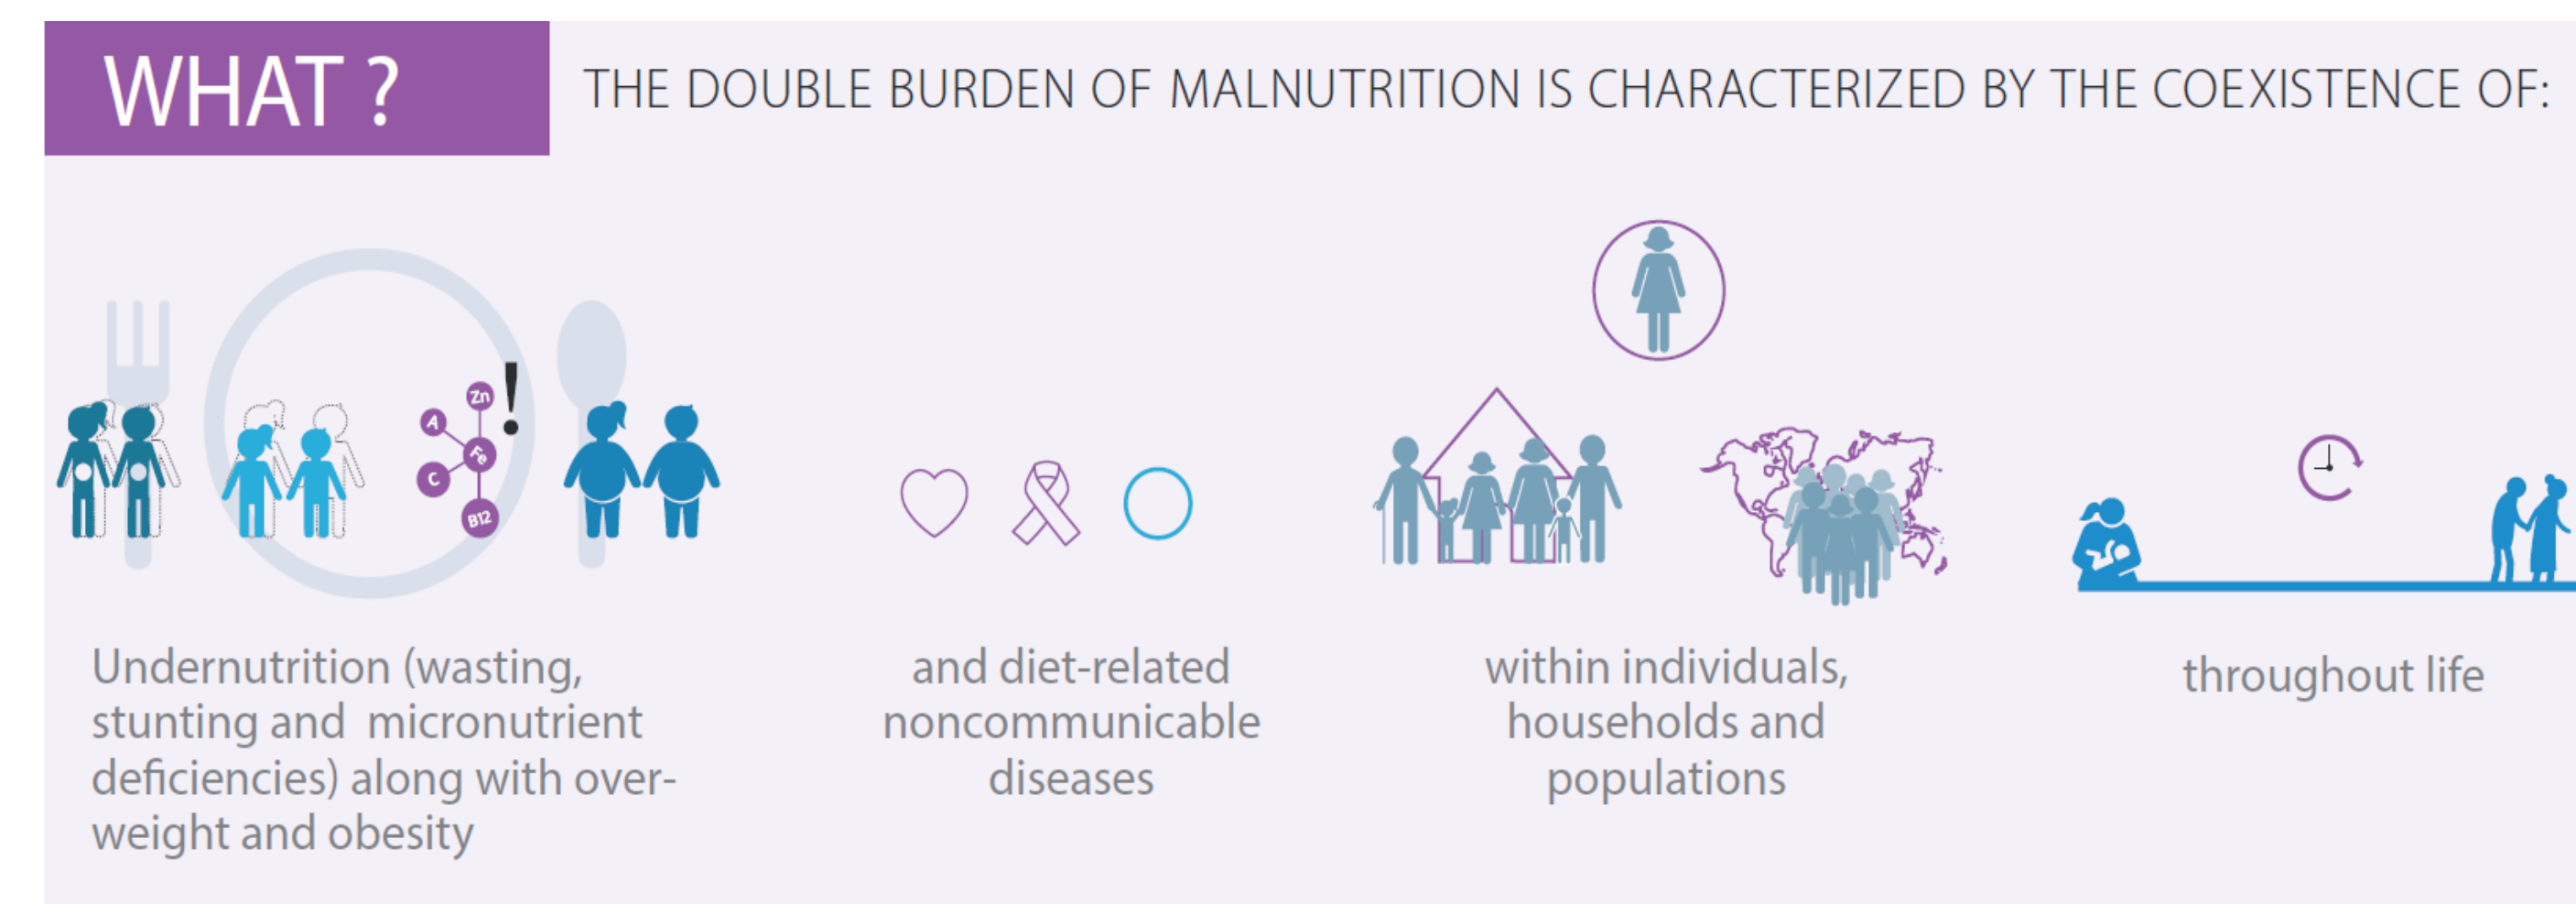 WHAT ?
THE DOUBLE BURDEN OF MALNUTRITION IS CHARACTERIZED BY THE COEXISTENCE OF:
Zn
A
Fe
C
B12
!
Undernutrition (wasting,
stunting and micronutrient
deficiencies) along with over-
weight and obesity
and diet-related
noncommunicable
diseases
within individuals,
households and
populations
throughout life